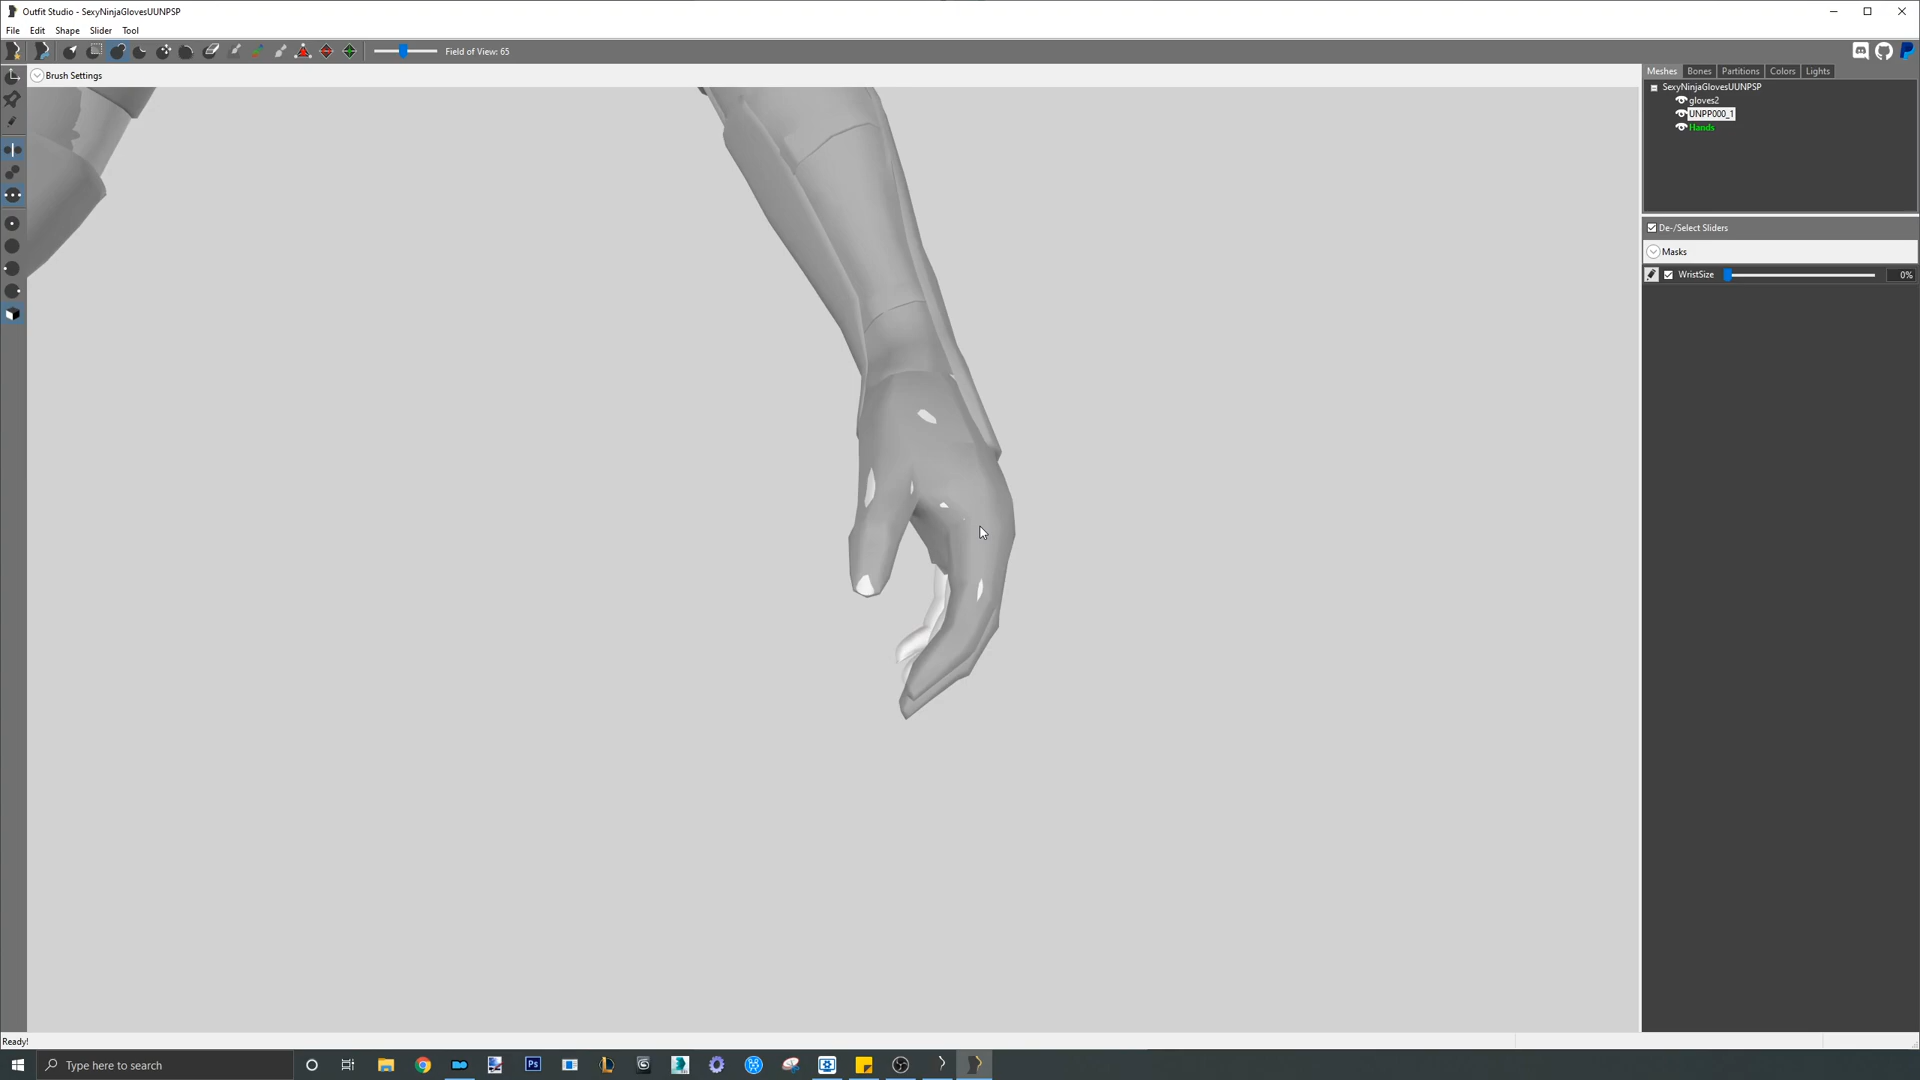 Outfit Studio - SexyNinjaGlovesUUNPSP
File Edit Shape Slider Tool
Field of View: 65
Brush Settings
Meshes Bones Partitions Colors Lights
SexyNinjaGlovesUUNPSP
gloves2
UNPP000_1
Hands
De-/Select Sliders
Masks
WristSize 0%
Ready!
Type here to search
Ps